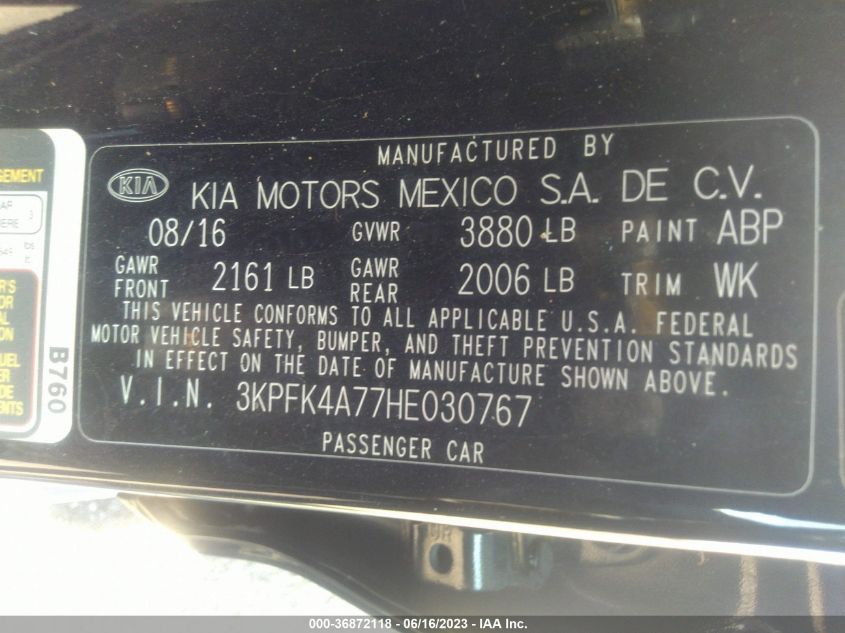 MANUFACTURED BY
KIA KIA MOTORS MEXICO S.A. DE C.V.
08/16 GVWR 3880 LB PAINT ABP
GAWR FRONT 2161 LB GAWR REAR 2006 LB TRIM WK
THIS VEHICLE CONFORMS TO ALL APPLICABLE U.S.A. FEDERAL
MOTOR VEHICLE SAFETY, BUMPER, AND THEFT PREVENTION STANDARDS
IN EFFECT ON THE DATE OF MANUFACTURE SHOWN ABOVE.
V.I.N. 3KPFK4A77HE030767
PASSENGER CAR
B760
000-36872118 - 06/16/2023 - IAA Inc.